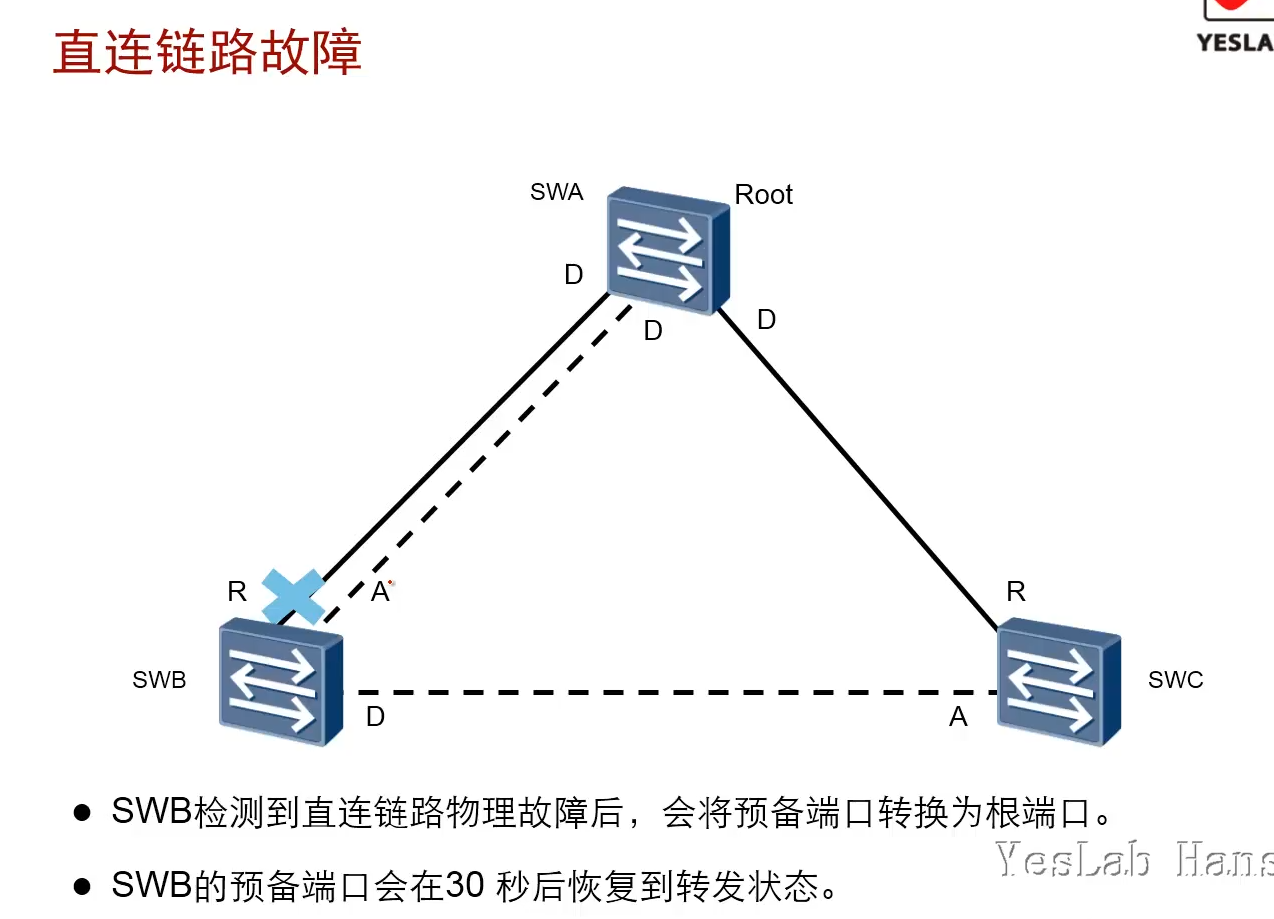 直连链路故障
YESLA
SWA
Root
D
D
D
R
A
R
SWB
SWC
D
A
● SWB检测到直连链路物理故障后，会将预备端口转换为根端口。
YesLab Hans
● SWB的预备端口会在30 秒后恢复到转发状态。